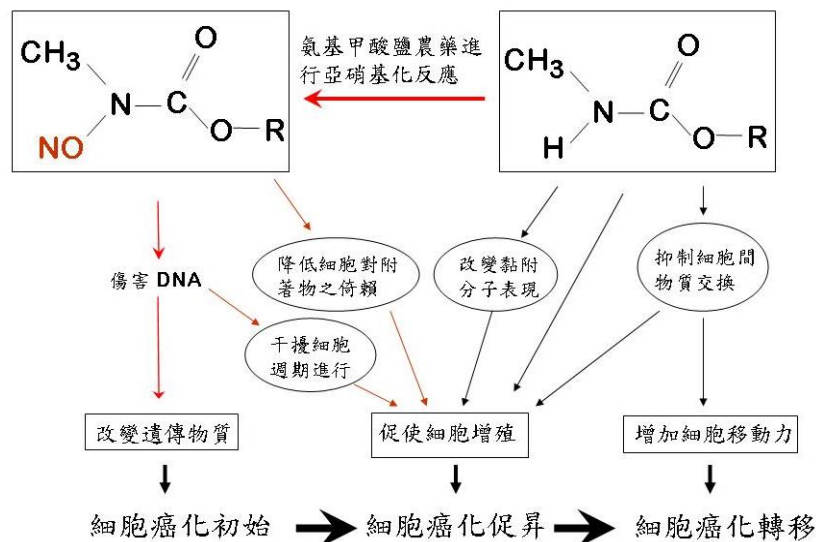 CH₃
O
N
C
NO
O
R
氨基甲酸鹽農藥進
行亞硝基化反應
CH₃
O
N
C
H
O
R
傷害 DNA
降低細胞對附
著物之倚賴
改變黏附
分子表現
抑制細胞間
物質交換
干擾細胞
週期進行
改變遺傳物質
促使細胞增殖
增加細胞移動力
細胞癌化初始
細胞癌化促昇
細胞癌化轉移